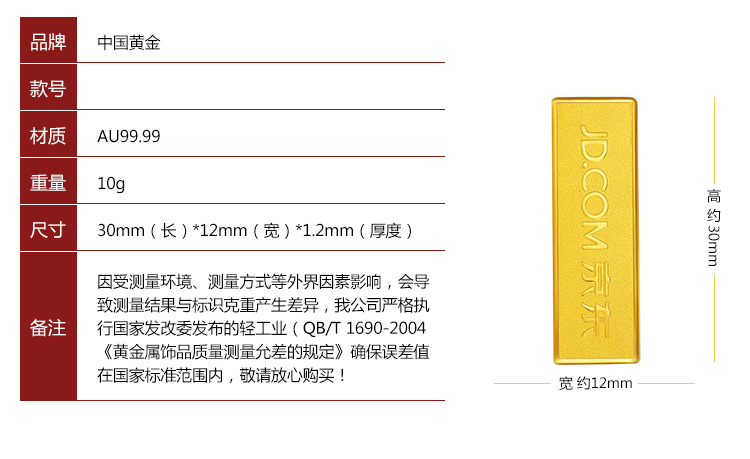 品牌 中国黄金
款号
材质 AU99.99
重量 10g
尺寸 30mm（长）*12mm（宽）*1.2mm（厚度）
备注
因受测量环境、测量方式等外界因素影响，会导
致测量结果与标识克重产生差异，我公司严格执
行国家发改委发布的轻工业（QB/T 1690-2004
《黄金属饰品质量测量允差的规定》确保误差值
在国家标准范围内，敬请放心购买！
JD.COM 京东
高 约30mm
宽 约12mm